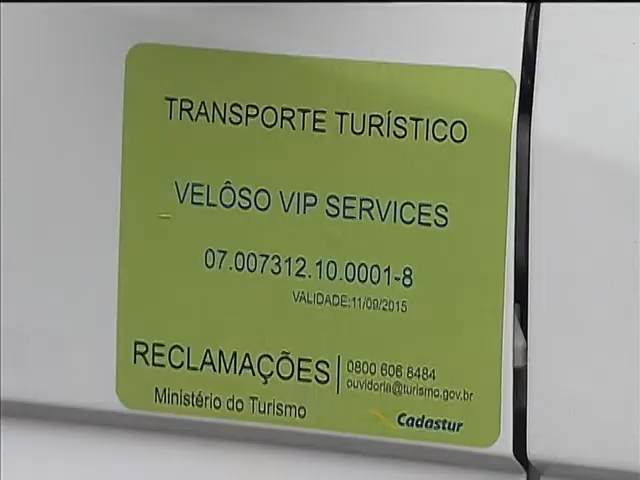 TRANSPORTE TURÍSTICO
VELÔSO VIP SERVICES
07.007312.10.0001-8
VALIDADE:11/09/2015
RECLAMAÇÕES
0800 606 8484
ouvidoria@turismo.gov.br
Ministério do Turismo
Cadastur